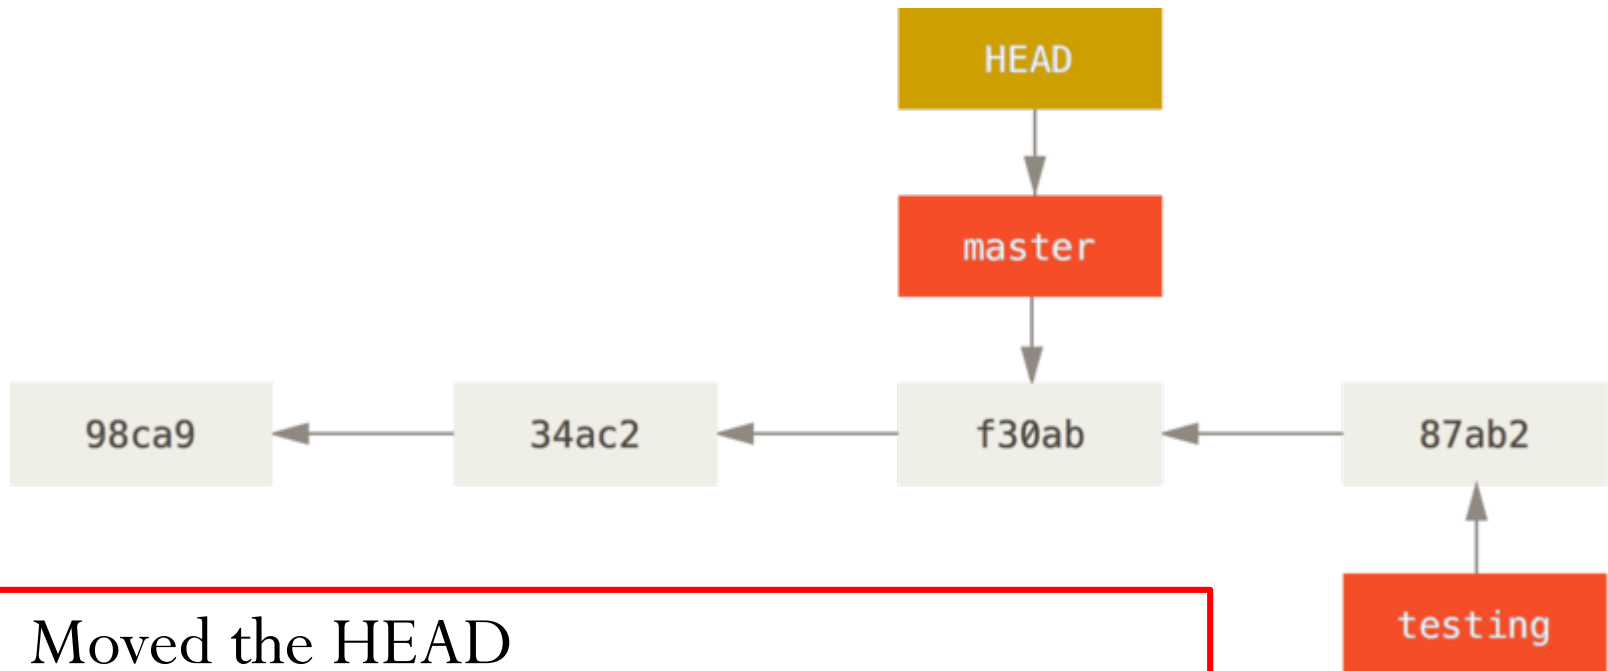 HEAD
master
98ca9 34ac2 f30ab 87ab2
testing
Moved the HEAD